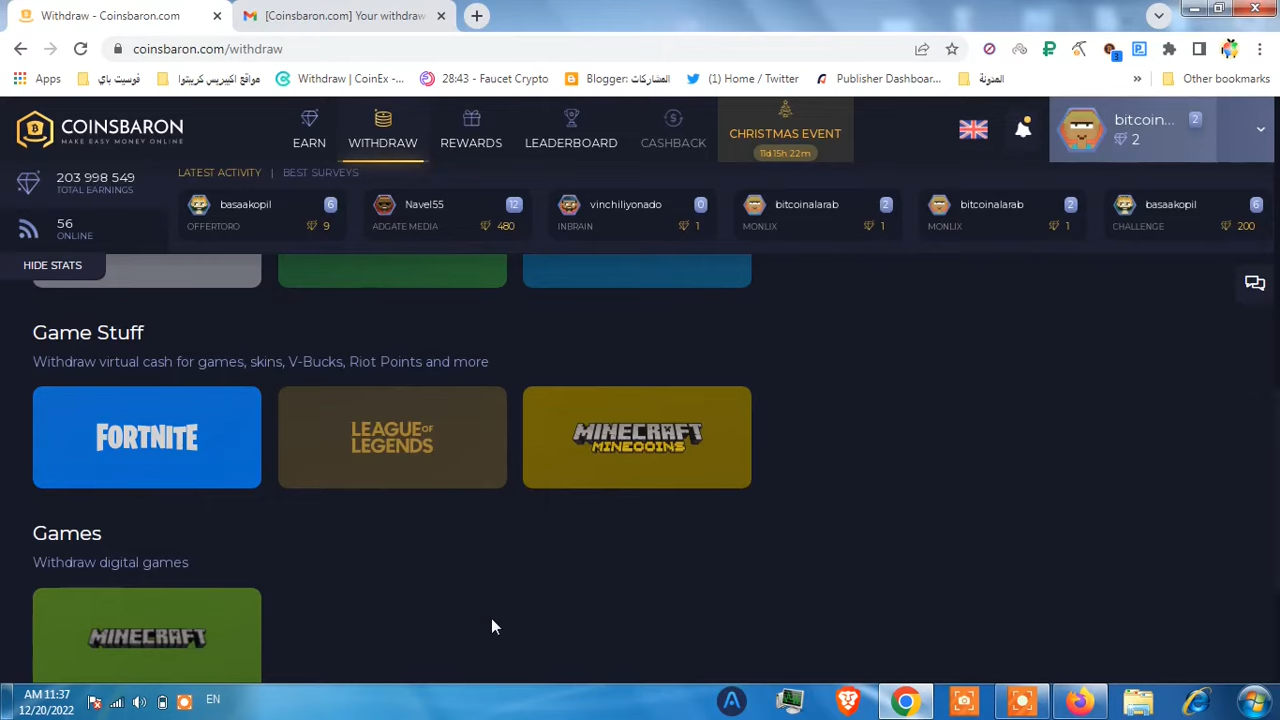 Withdraw - Coinsbaron.com
[Coinsbaron.com] Your withdraw
coinsbaron.com/withdraw
Apps
فوسيت باي
مواقع اكبيربس كريبتوا
Withdraw | CoinEx -...
28:43 - Faucet Crypto
Blogger: المشاركات
(1) Home / Twitter
Publisher Dashboar...
المدونة
»
Other bookmarks
COINSBARON
MAKE EASY MONEY ONLINE
EARN
WITHDRAW
REWARDS
LEADERBOARD
CASHBACK
CHRISTMAS EVENT
11d 15h 22m
bitcoin...
2
2
203 998 549
TOTAL EARNINGS
56
ONLINE
HIDE STATS
LATEST ACTIVITY | BEST SURVEYS
basaakopil 6
OFFERTORO 9
Navel55 12
ADGATE MEDIA 480
vinchiliyonado 0
INBRAIN 1
bitcoinalarab 2
MONLIX 1
bitcoinalarab 2
MONLIX 1
basaakopil 6
CHALLENGE 200
Game Stuff
Withdraw virtual cash for games, skins, V-Bucks, Riot Points and more
FORTNITE
LEAGUE OF
LEGENDS
MINECRAFT
MINECOINS
Games
Withdraw digital games
MINECRAFT
AM 11:37
12/20/2022
EN